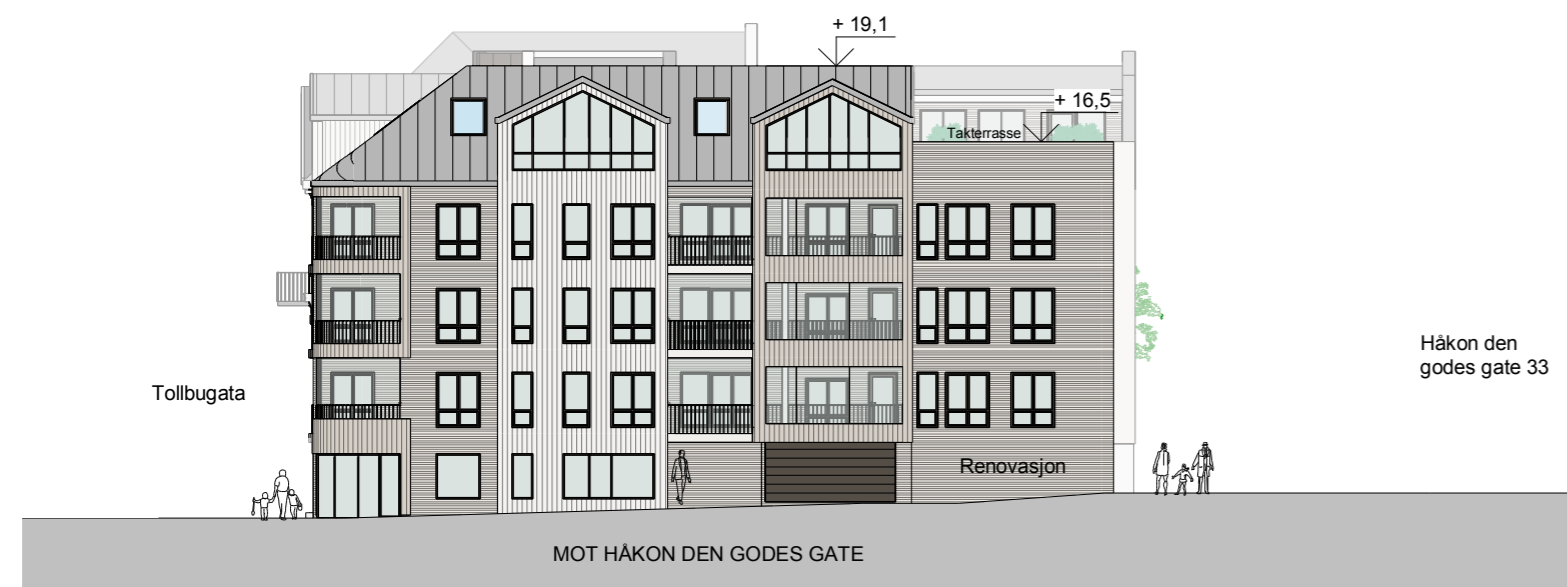 + 19,1
+ 16,5
Takterrasse
Tollbugata
Håkon den
godes gate 33
Renovasjon
MOT HÅKON DEN GODES GATE